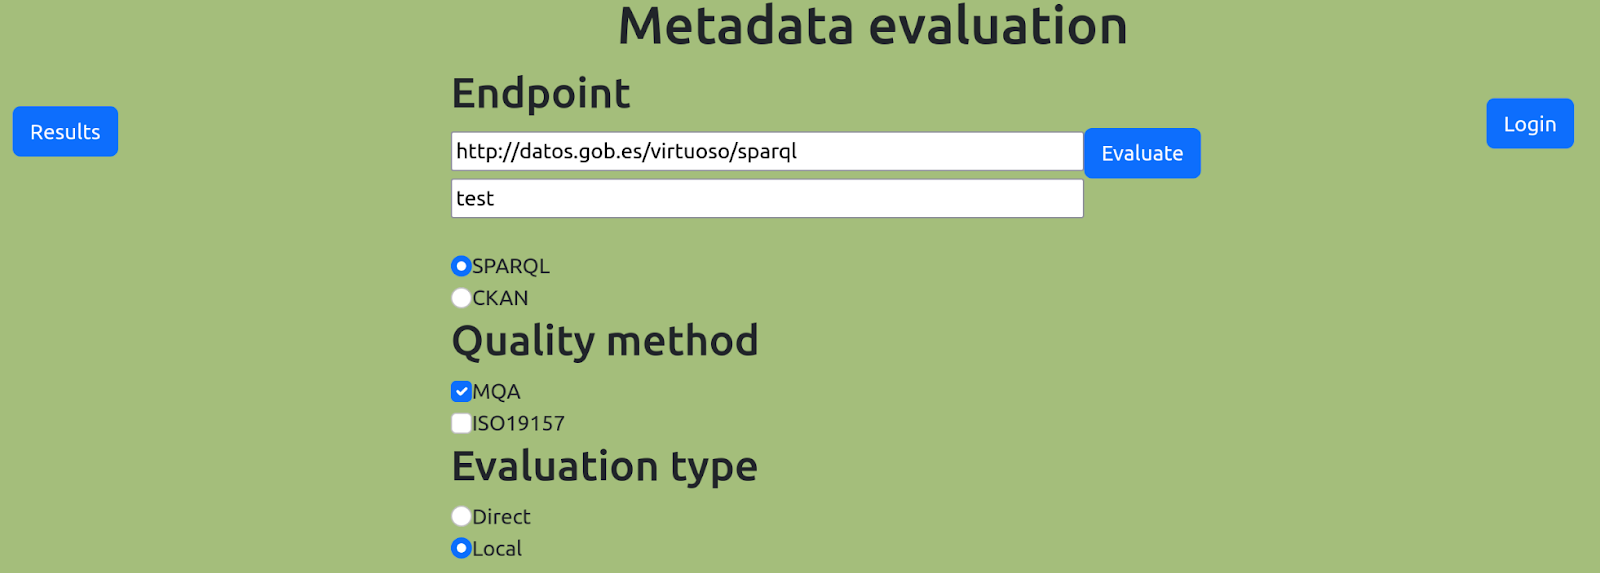 Metadata evaluation
Endpoint
Results
Login
http://datos.gob.es/virtuoso/sparql
Evaluate
test
SPARQL
CKAN
Quality method
MQA
ISO19157
Evaluation type
Direct
Local